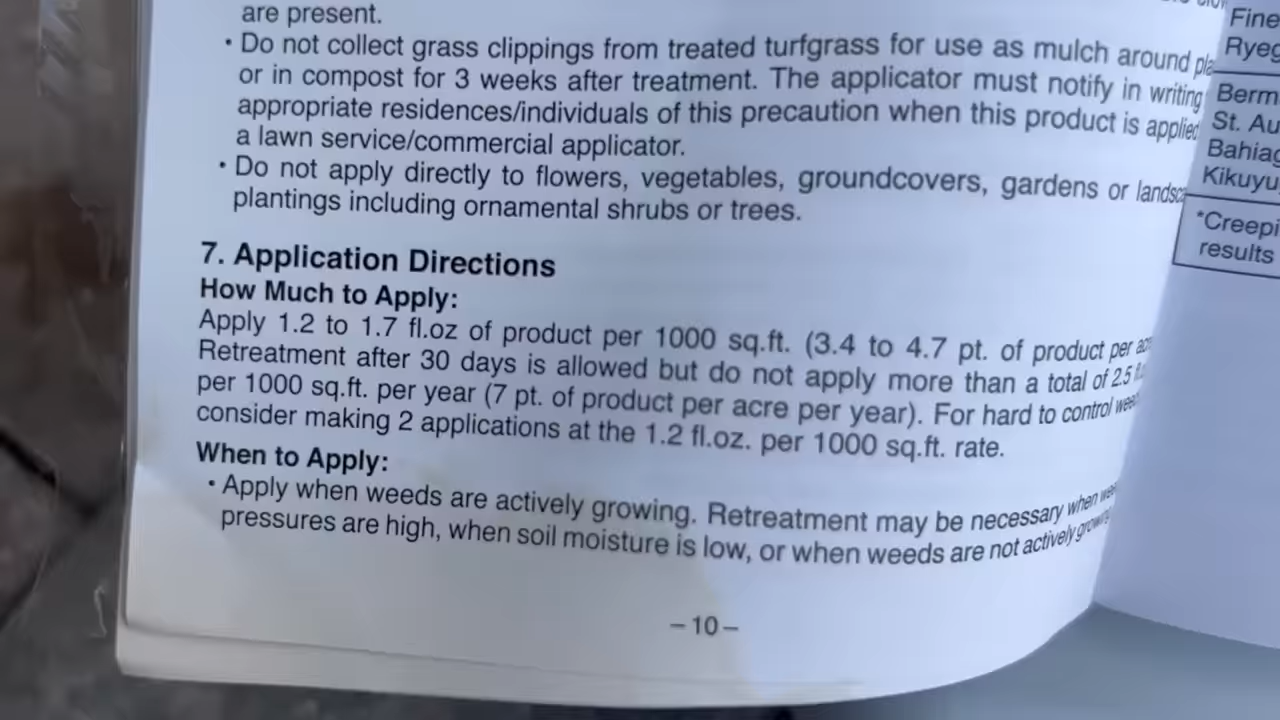 are present.
• Do not collect grass clippings from treated turfgrass for use as mulch around
or in compost for 3 weeks after treatment. The applicator must notify in writing
appropriate residences/individuals of this precaution when this product is applied
a lawn service/commercial applicator.
• Do not apply directly to flowers, vegetables, groundcovers, gardens or
plantings including ornamental shrubs or trees.
7. Application Directions
How Much to Apply:
Apply 1.2 to 1.7 fl.oz of product per 1000 sq.ft. (3.4 to 4.7 pt. of product per
Retreatment after 30 days is allowed but do not apply more than a total of 2.5
per 1000 sq.ft. per year (7 pt. of product per acre per year). For hard to control
consider making 2 applications at the 1.2 fl.oz. per 1000 sq.ft. rate.
When to Apply:
• Apply when weeds are actively growing. Retreatment may be necessary when
pressures are high, when soil moisture is low, or when weeds are not actively
– 10 –
Fine
Ryeg
Berm
St. Au
Bahiag
Kikuyu
*Creepi
results